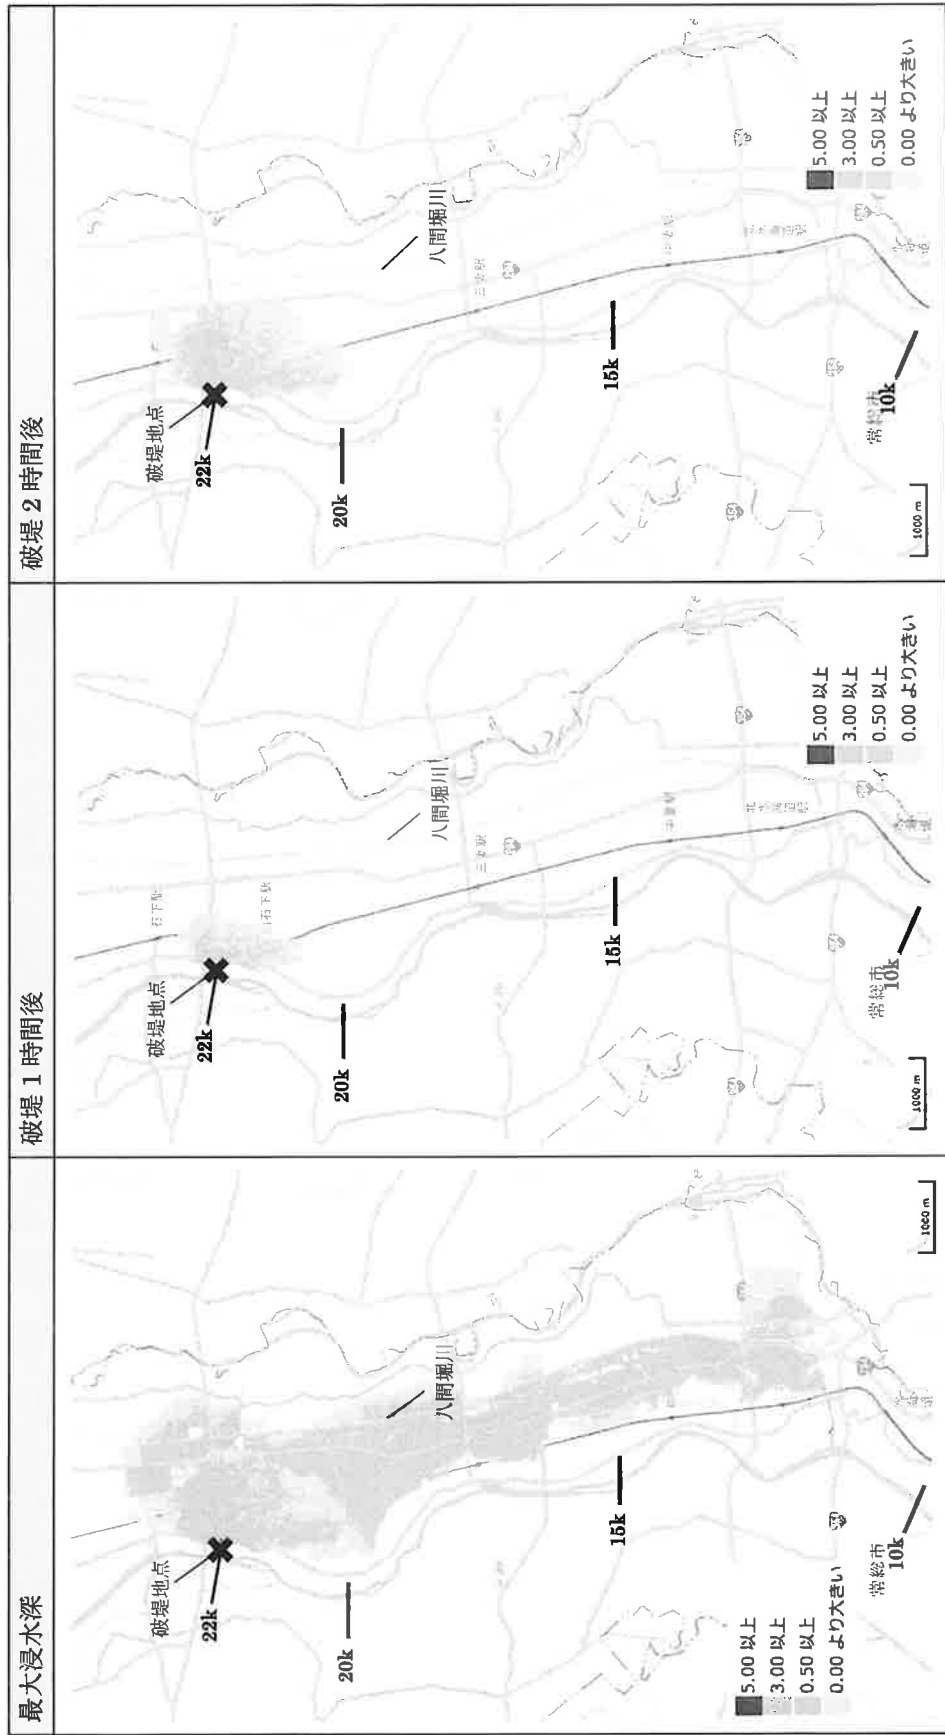 最大浸水深
破堤地点
22k
20k
八間堀川
15k
常総市
10k
5.00 以上
3.00 以上
0.50 以上
0.00 より大きい
1000 m
破堤 1 時間後
破堤地点
22k
20k
石下駅
八間堀川
三妻駅
15k
常総市
10k
5.00 以上
3.00 以上
0.50 以上
0.00 より大きい
1000 m
破堤 2 時間後
破堤地点
22k
20k
八間堀川
三妻駅
15k
常総市
10k
5.00 以上
3.00 以上
0.50 以上
0.00 より大きい
1000 m